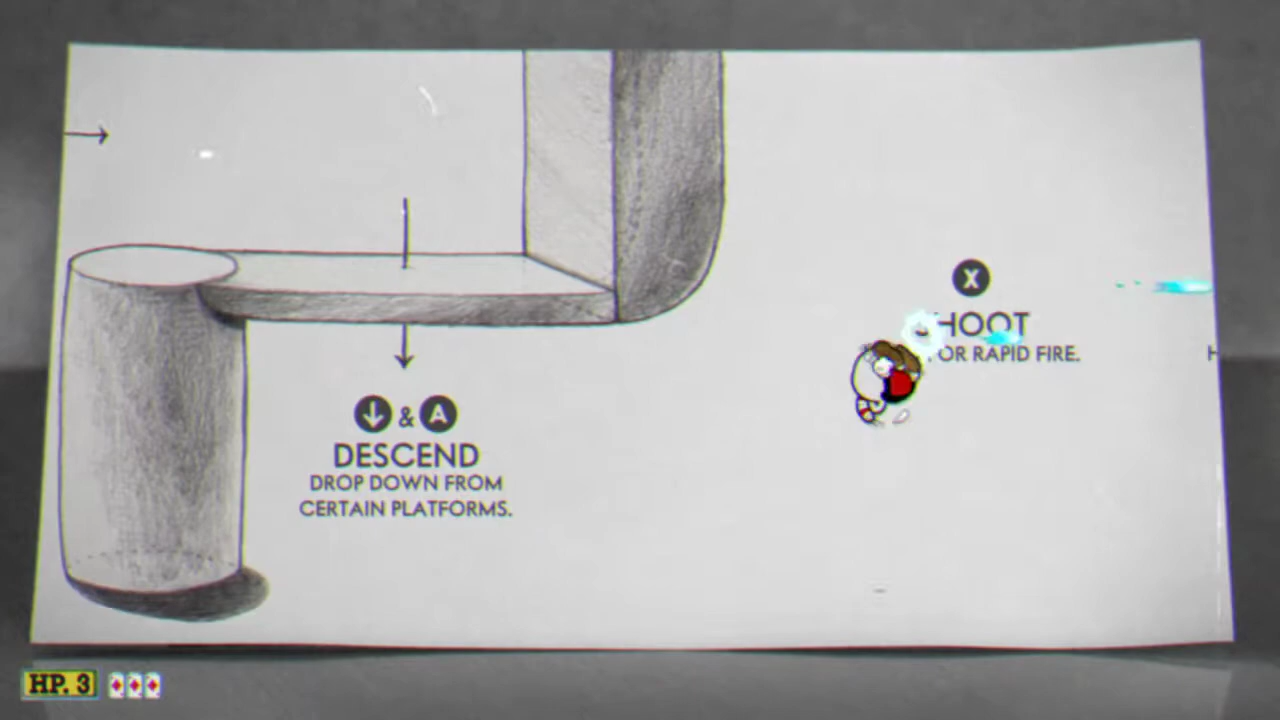 & A
DESCEND
DROP DOWN FROM
CERTAIN PLATFORMS.
X
HOOT
OR RAPID FIRE.
H
HP. 3